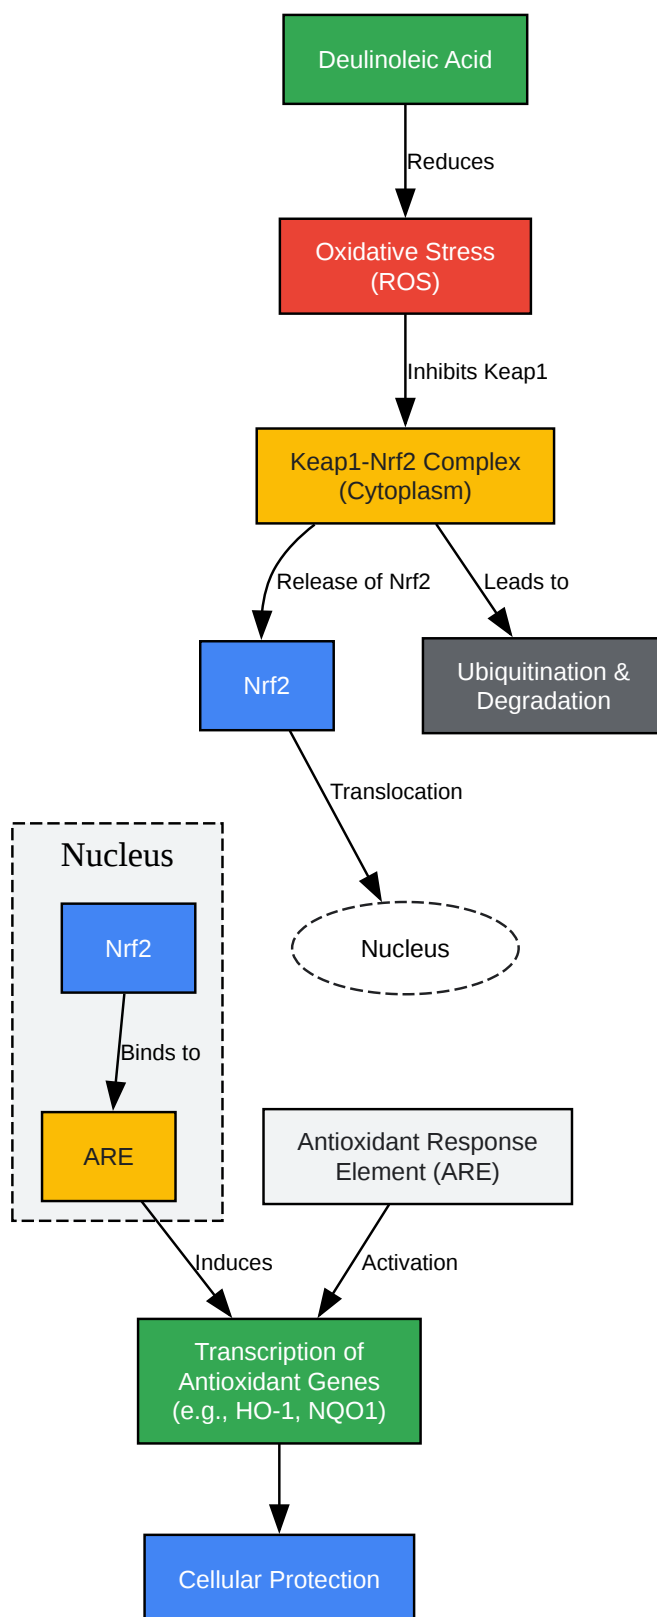 Deulinoleic Acid
Reduces
Oxidative Stress
(ROS)
Inhibits Keap1
Keap1-Nrf2 Complex
(Cytoplasm)
Release of Nrf2
Leads to
Nrf2
Ubiquitination &
Degradation
Translocation
Nucleus
Nrf2
Nucleus
Binds to
ARE
Antioxidant Response
Element (ARE)
Induces
Activation
Transcription of
Antioxidant Genes
(e.g., HO-1, NQO1)
Cellular Protection